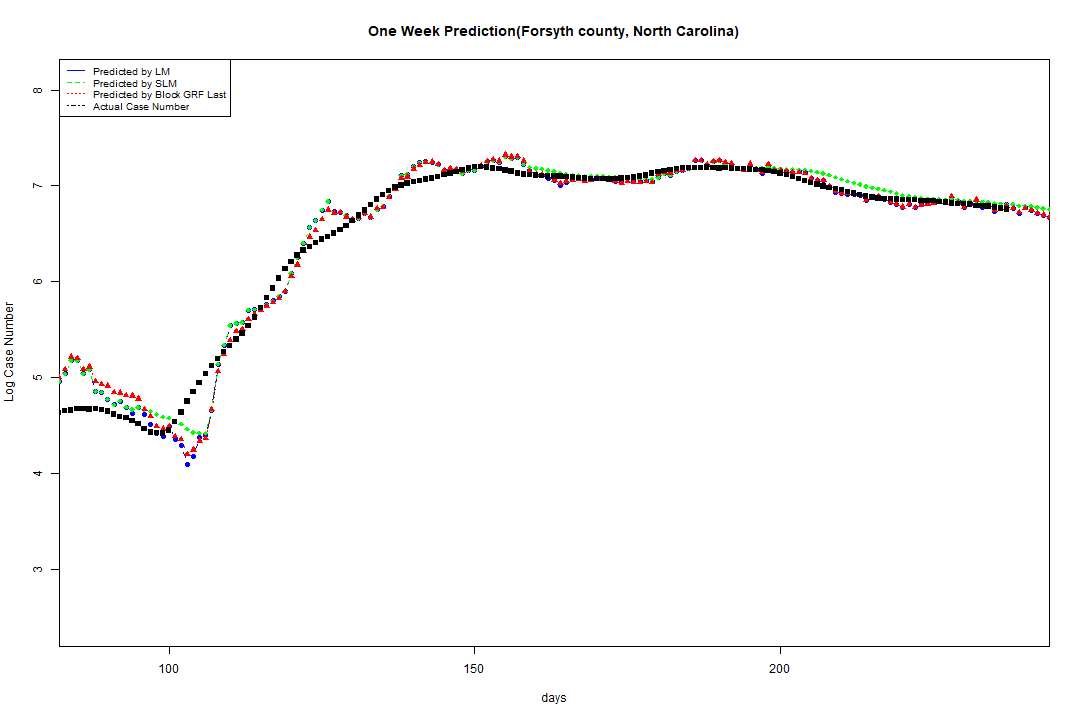 One Week Prediction(Forsyth county, North Carolina)
Predicted by LM
Predicted by SLM
Predicted by Block GRF Last
Actual Case Number
8
7
6
5
4
3
Log Case Number
100 150 200
days